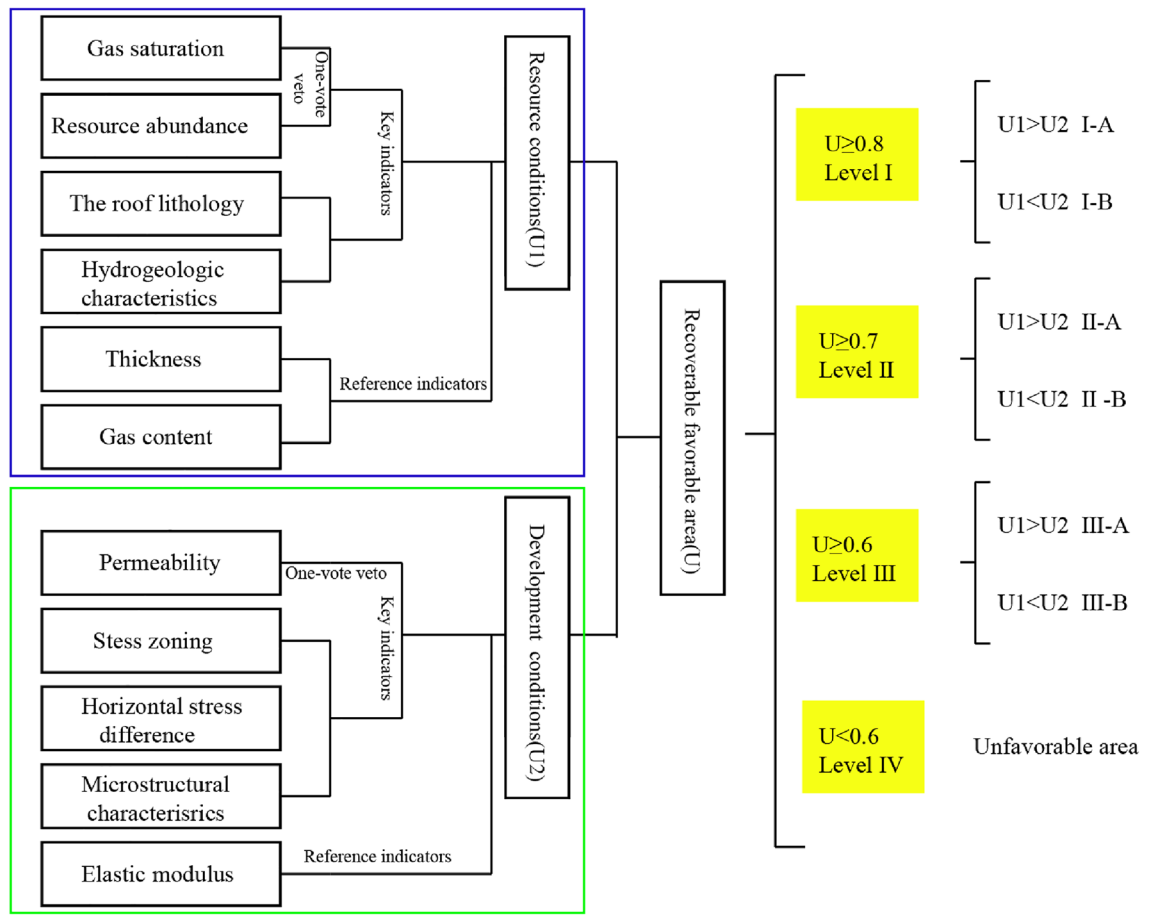 Gas saturation
One-vote
veto
Resource abundance
Key indicators
The roof lithology
Hydrogeologic
characteristics
Thickness
Reference indicators
Gas content
Resource conditions(U1)
Permeability
One-vote veto
Key indicators
Stess zoning
Horizontal stress
difference
Microstructural
characterisrics
Reference indicators
Elastic modulus
Development conditions(U2)
Recoverable favorable area(U)
U≥0.8
Level I
U1>U2 I-A
U1<U2 I-B
U≥0.7
Level II
U1>U2 II-A
U1<U2 II -B
U≥0.6
Level III
U1>U2 III-A
U1<U2 III-B
U<0.6
Level IV
Unfavorable area